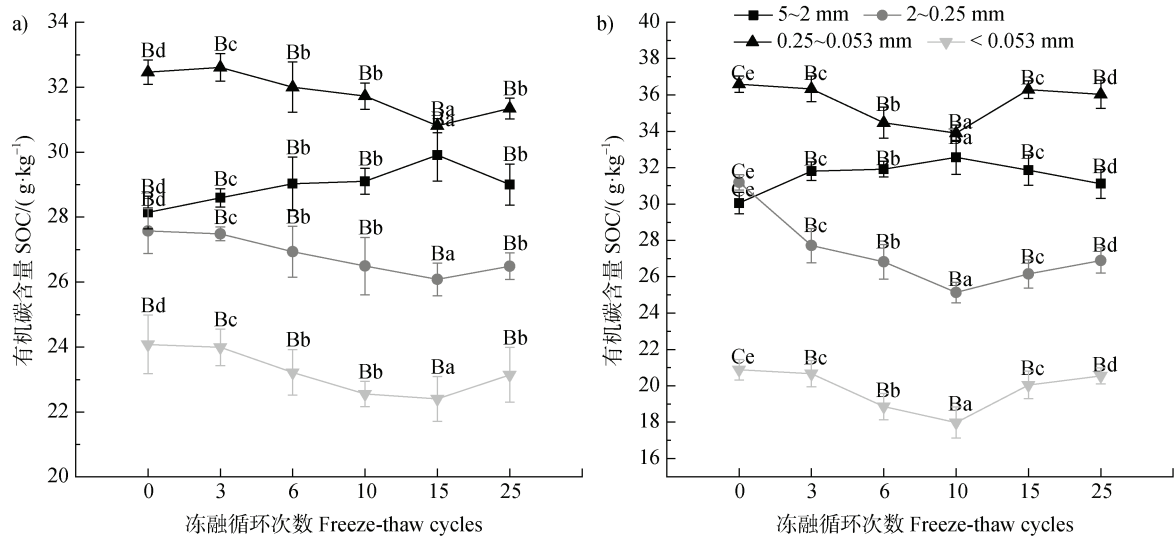 a)
有机碳含量 SOC/( g·kg⁻¹)
34
32
30
28
26
24
22
20
Bd Bc Bb Bb Ba Bb
Bd Bc Bb Bb Ba Bb
Bd Bc Bb Bb Ba Bb
Bd Bc Bb Bb Ba Bb
0 3 6 10 15 25
冻融循环次数 Freeze-thaw cycles
b)
5~2 mm 2~0.25 mm
0.25~0.053 mm < 0.053 mm
有机碳含量 SOC/( g·kg⁻¹)
40
38
36
34
32
30
28
26
24
22
20
18
16
Ce Bc Bb Ba Bc Bd
Ce Bc Bb Ba Bc Bd
Ce Bc Bb Ba Bc Bd
Ce Bc Bb Ba Bc Bd
0 3 6 10 15 25
冻融循环次数 Freeze-thaw cycles